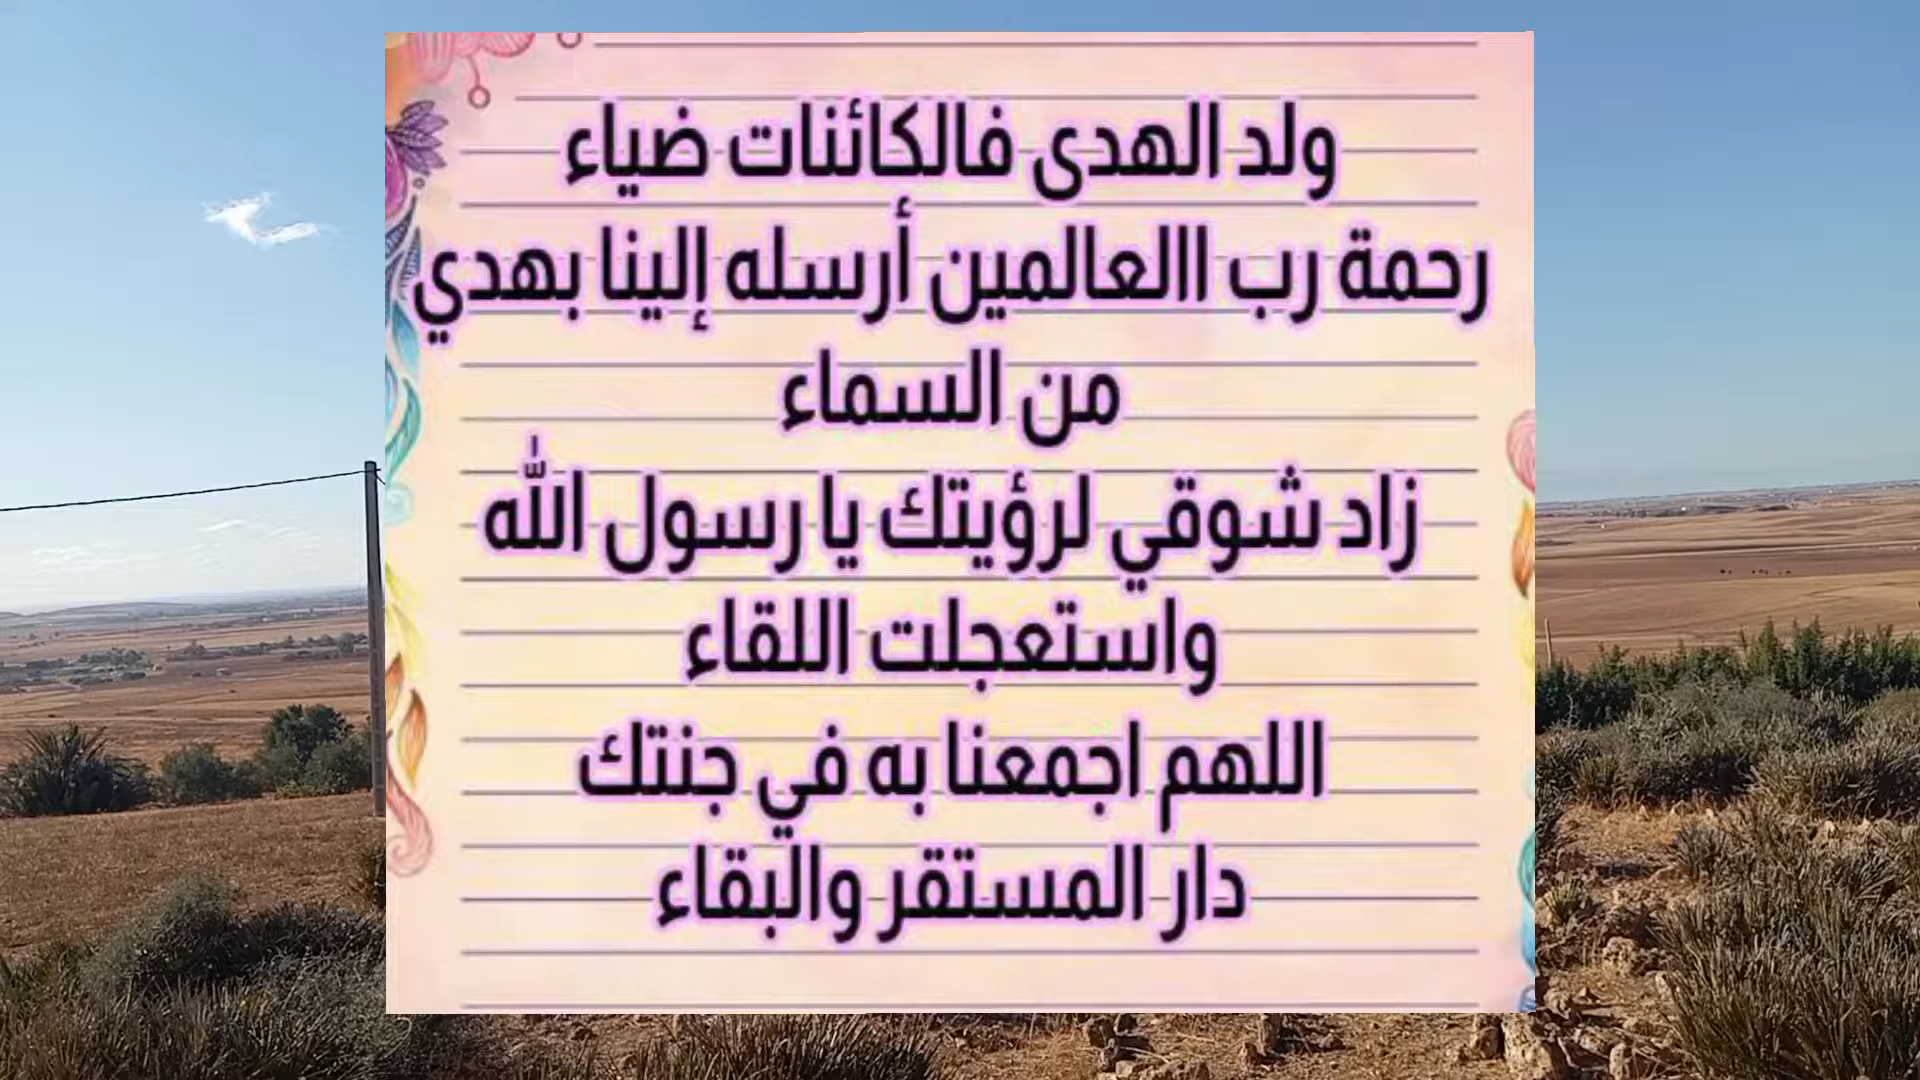 ولد الهدى فالكائنات ضياء
رحمة رب االعالمين أرسله إلينا بهدي
من السماء
زاد شوقي لرؤيتك يا رسول الله
واستعجلت اللقاء
اللهم اجمعنا به في جنتك
دار المستقر والبقاء